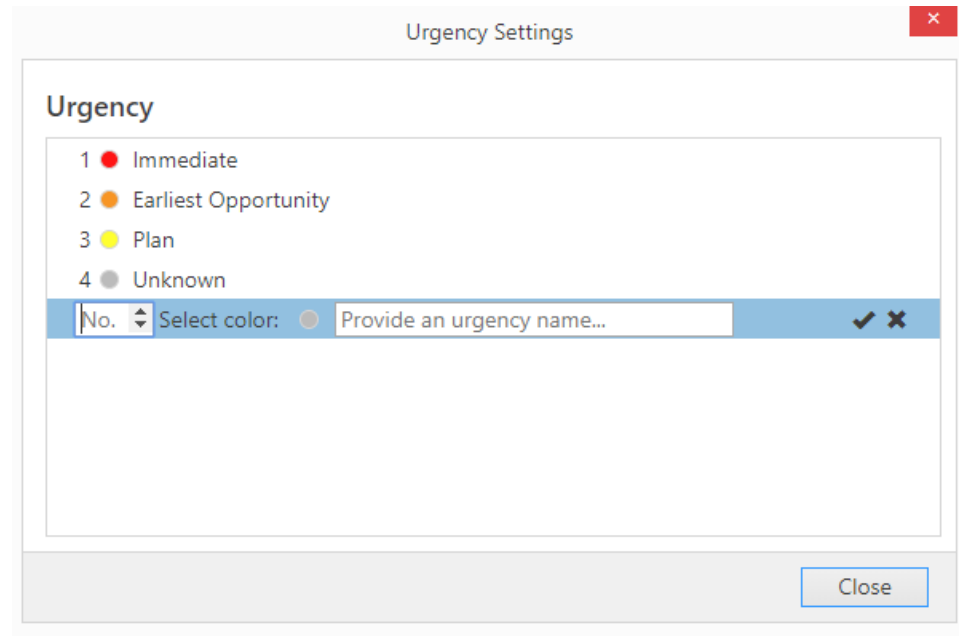 Urgency Settings
Urgency
1 Immediate
2 Earliest Opportunity
3 Plan
4 Unknown
No. Select color: Provide an urgency name...
Close